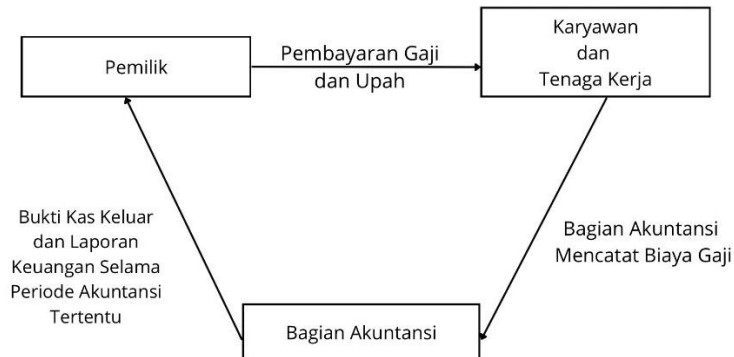 Pemilik
Pembayaran Gaji
dan Upah
Karyawan
dan
Tenaga Kerja
Bukti Kas Keluar
dan Laporan
Keuangan Selama
Periode Akuntansi
Tertentu
Bagian Akuntansi
Mencatat Biaya Gaji
Bagian Akuntansi